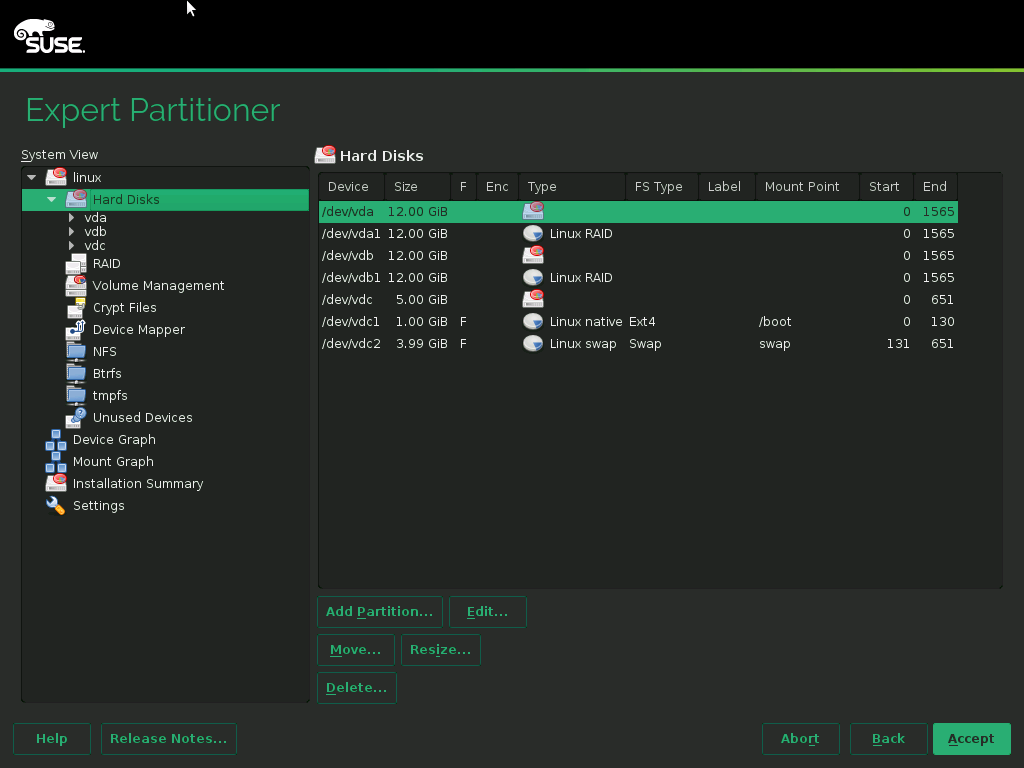 SUSE.
Expert Partitioner
System View
linux
Hard Disks
vda
vdb
vdc
RAID
Volume Management
Crypt Files
Device Mapper
NFS
Btrfs
tmpfs
Unused Devices
Device Graph
Mount Graph
Installation Summary
Settings
Hard Disks
Device Size F Enc Type FS Type Label Mount Point Start End
/dev/vda 12.00 GiB 0 1565
/dev/vda1 12.00 GiB Linux RAID 0 1565
/dev/vdb 12.00 GiB 0 1565
/dev/vdb1 12.00 GiB Linux RAID 0 1565
/dev/vdc 5.00 GiB 0 651
/dev/vdc1 1.00 GiB F Linux native Ext4 /boot 0 130
/dev/vdc2 3.99 GiB F Linux swap Swap swap 131 651
Add Partition... Edit...
Move... Resize...
Delete...
Help Release Notes... Abort Back Accept